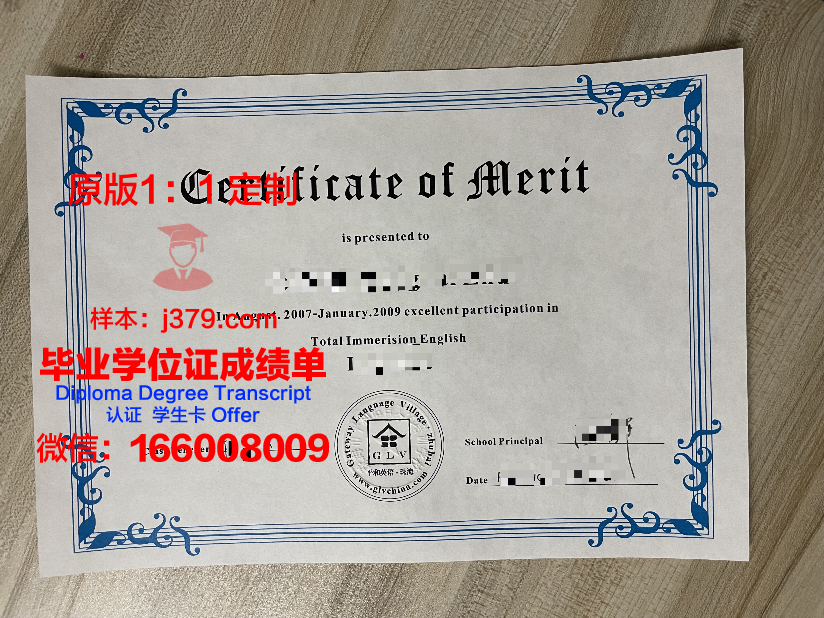 Certificate of Merit
原版1：1定制
is presented to
In August, 2007-January.2009 excellent participation in
样本：j379.com
Total Immerision English
毕业学位证成绩单
Diploma Degree Transcript
认证 学生卡 Offer
微信：166008009
Gateway Language Village, zhuhai
GLV
www.glvchina.com
School Principal
Date